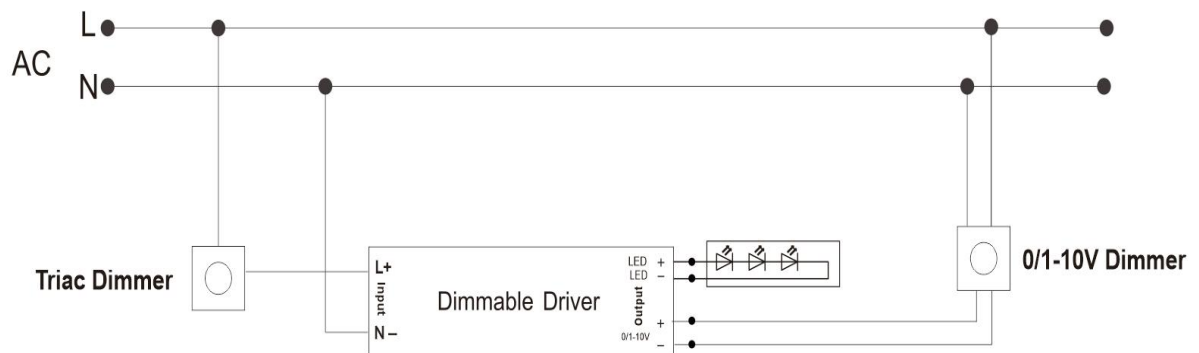 L
AC
N
Triac Dimmer
L+
Input
N –
Dimmable Driver
LED +
LED –
Output
+
0/1-10V
–
0/1-10V Dimmer